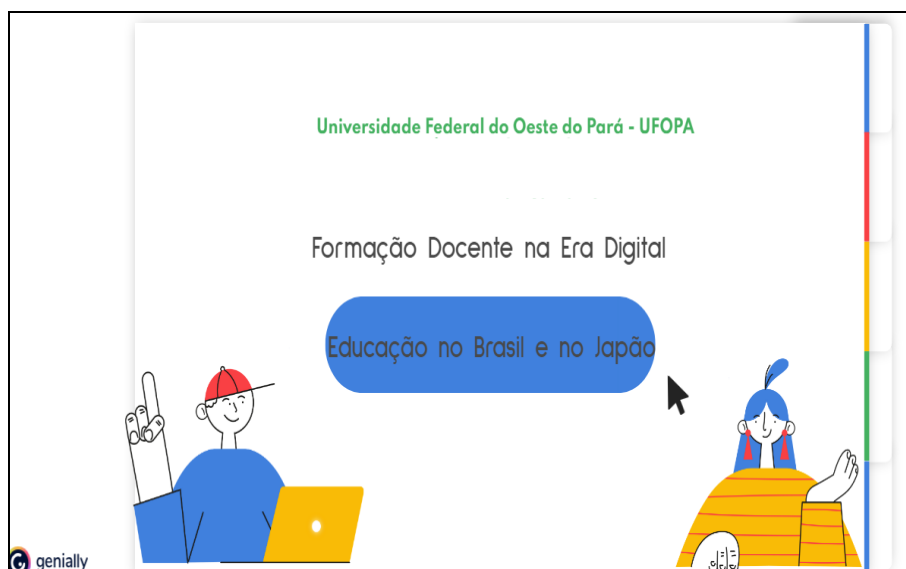 Universidade Federal do Oeste do Pará - UFOPA
Formação Docente na Era Digital
Educação no Brasil e no Japão
genially